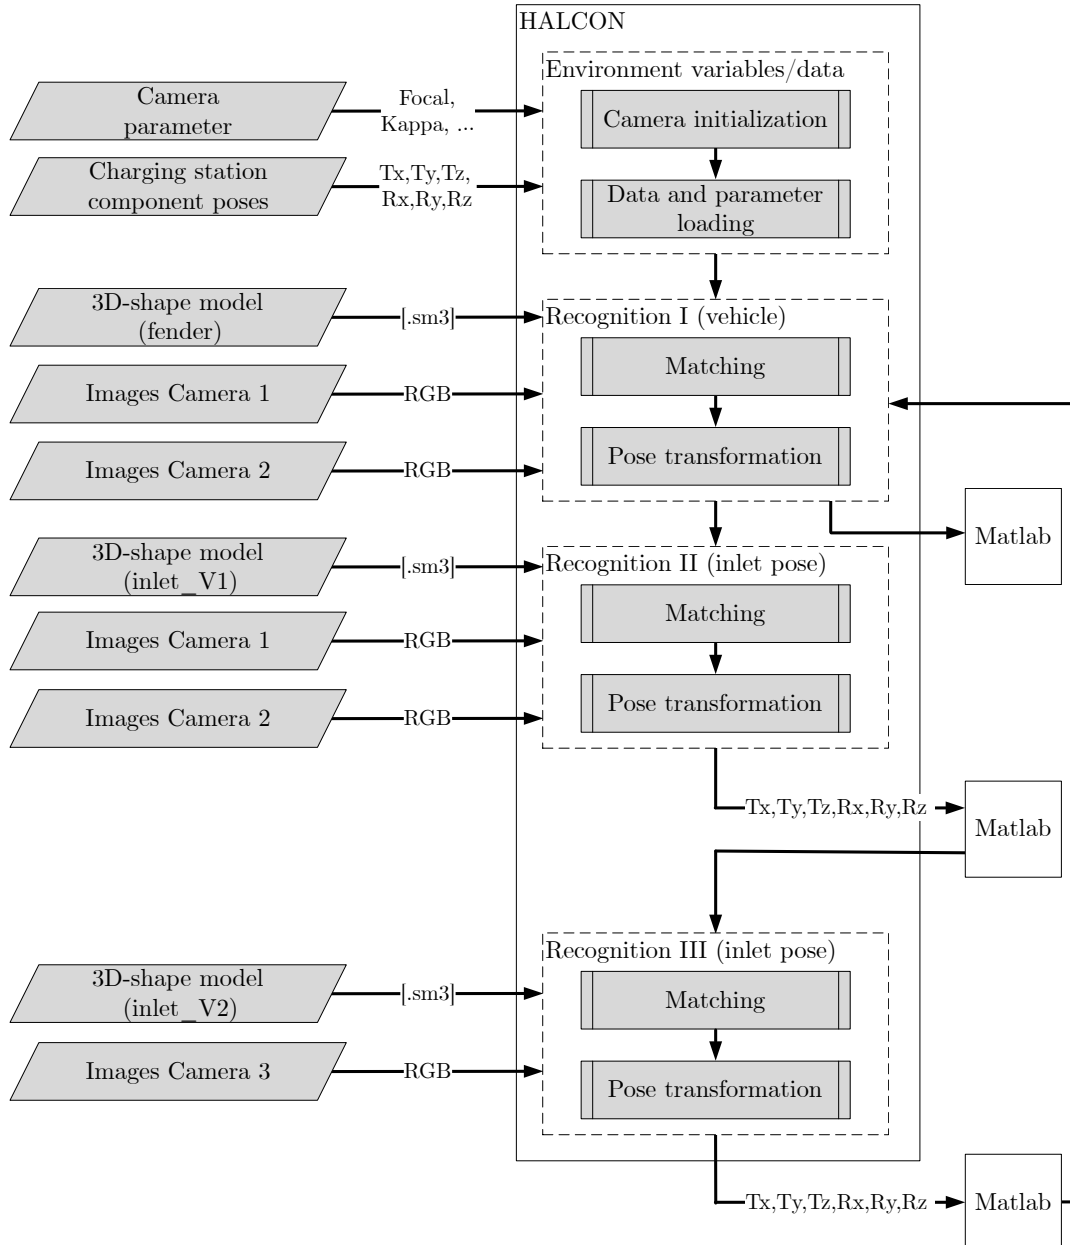 HALCON
Environment variables/data
Camera
parameter
Focal,
Kappa, ...
Camera initialization
Charging station
component poses
Tx,Ty,Tz,
Rx,Ry,Rz
Data and parameter
loading
3D-shape model
(fender)
[.sm3]
Recognition I (vehicle)
Images Camera 1
RGB
Matching
Images Camera 2
RGB
Pose transformation
Matlab
3D-shape model
(inlet_V1)
[.sm3]
Recognition II (inlet pose)
Images Camera 1
RGB
Matching
Images Camera 2
RGB
Pose transformation
Tx,Ty,Tz,Rx,Ry,Rz
Matlab
3D-shape model
(inlet_V2)
[.sm3]
Recognition III (inlet pose)
Matching
Images Camera 3
RGB
Pose transformation
Tx,Ty,Tz,Rx,Ry,Rz
Matlab